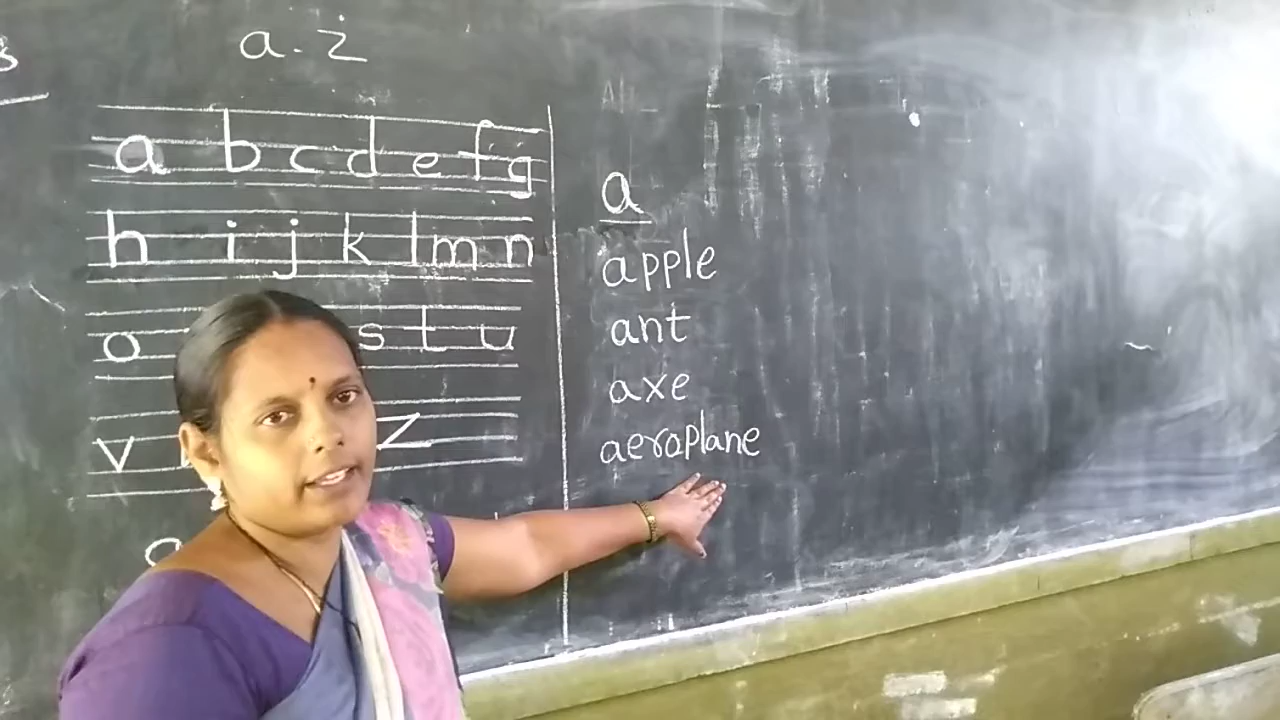 a-z
a b c d e f g
h i j k l m n
o s t u
v z
a
apple
ant
axe
aeroplane